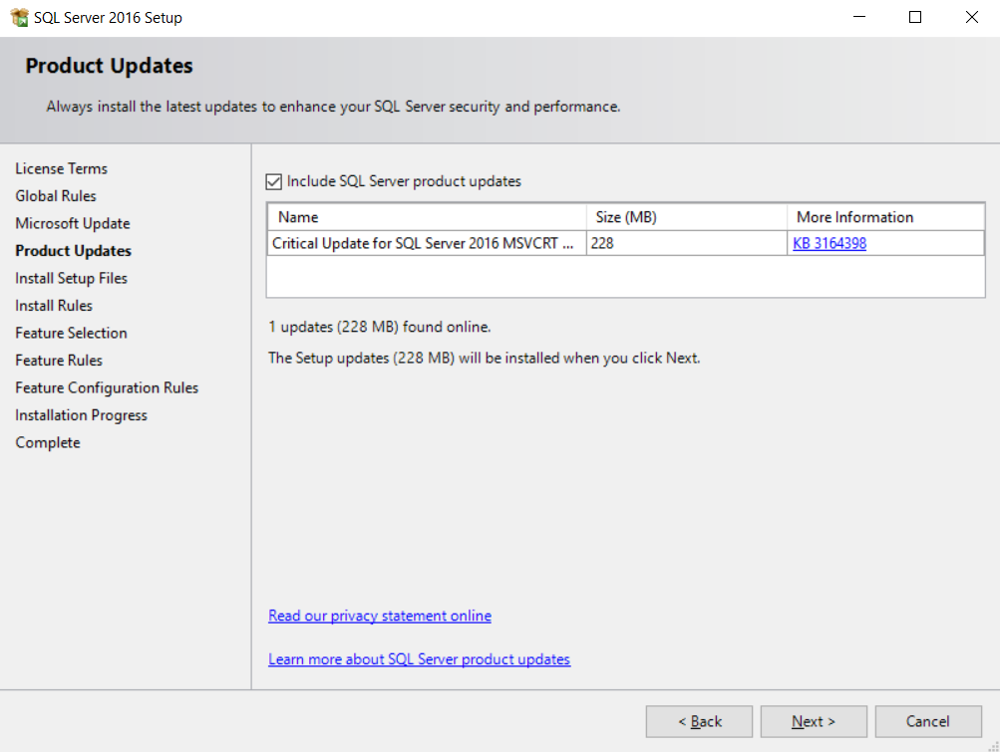 SQL Server 2016 Setup
Product Updates
Always install the latest updates to enhance your SQL Server security and performance.
License Terms
Global Rules
Microsoft Update
Product Updates
Install Setup Files
Install Rules
Feature Selection
Feature Rules
Feature Configuration Rules
Installation Progress
Complete
Include SQL Server product updates
Name Size (MB) More Information
Critical Update for SQL Server 2016 MSVCRT ... 228 KB 3164398
1 updates (228 MB) found online.
The Setup updates (228 MB) will be installed when you click Next.
Read our privacy statement online
Learn more about SQL Server product updates
< Back Next > Cancel